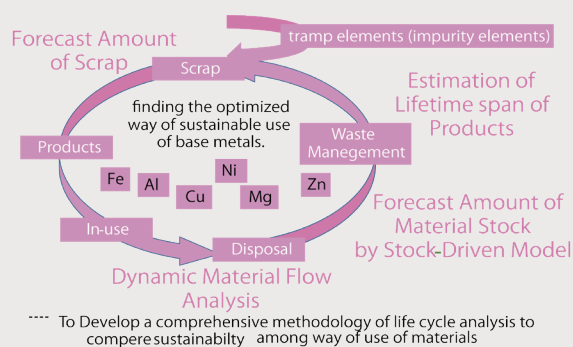 Forecast Amount
of Scrap
tramp elements (impurity elements)
Scrap
Estimation of
Lifetime span of
Products
finding the optimized
way of sustainable use
of base metals.
Products
Waste
Manegement
Fe
Al
Cu
Ni
Mg
Zn
Forecast Amount of
Material Stock
by Stock-Driven Model
In-use
Disposal
Dynamic Material Flow
Analysis
---- To Develop a comprehensive methodology of life cycle analysis to
compere sustainabilty among way of use of materials